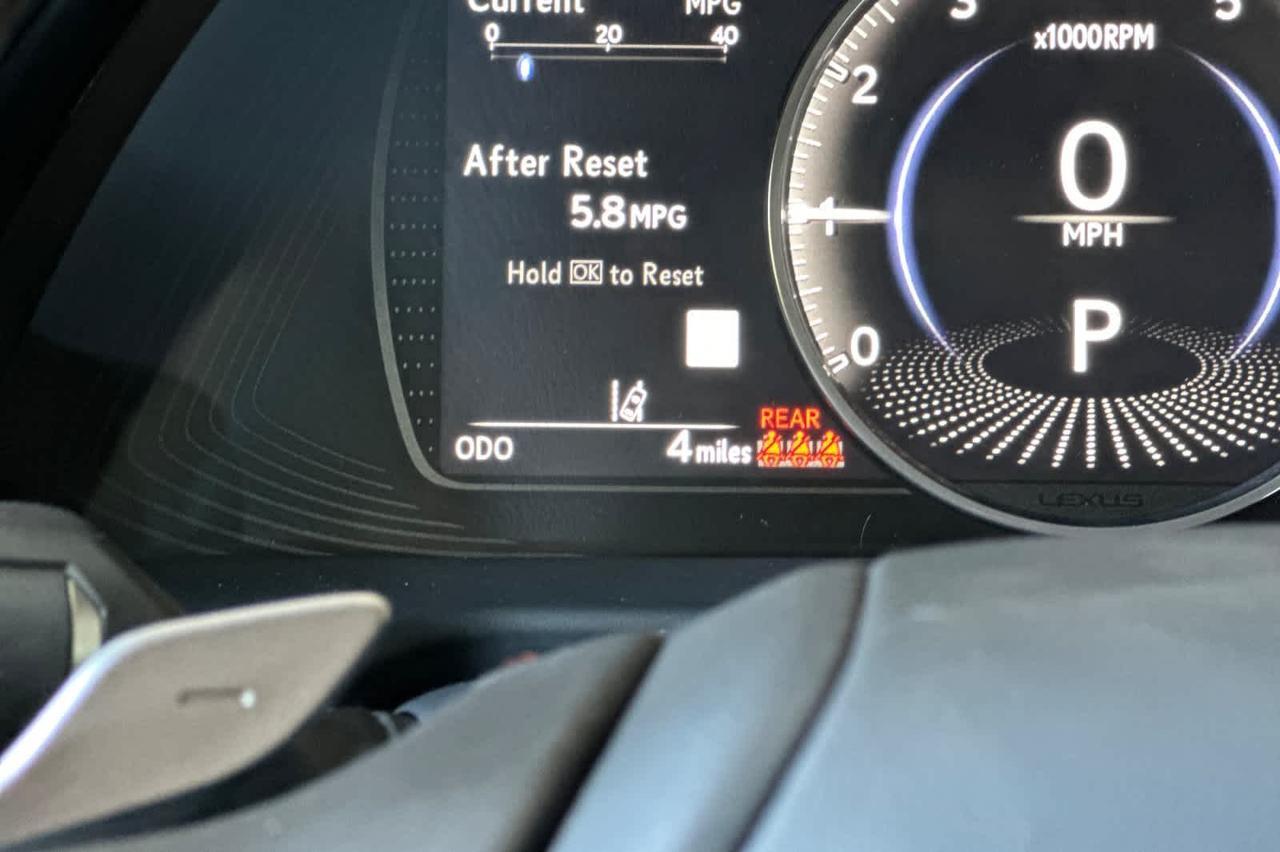 Current MPG
0 20 40
After Reset
5.8 MPG
Hold OK to Reset
ODO 4 miles
REAR
0
1
2
3
5
x1000RPM
0
MPH
P
LEXUS
-